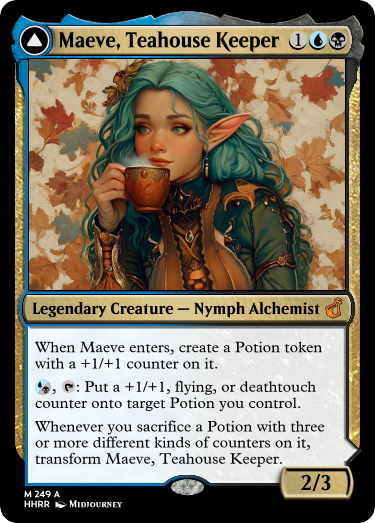 Maeve, Teahouse Keeper 1
Legendary Creature — Nymph Alchemist
When Maeve enters, create a Potion token
with a +1/+1 counter on it.
, : Put a +1/+1, flying, or deathtouch
counter onto target Potion you control.
Whenever you sacrifice a Potion with three
or more different kinds of counters on it,
transform Maeve, Teahouse Keeper.
2/3
M 249 A
HHRR Midjourney